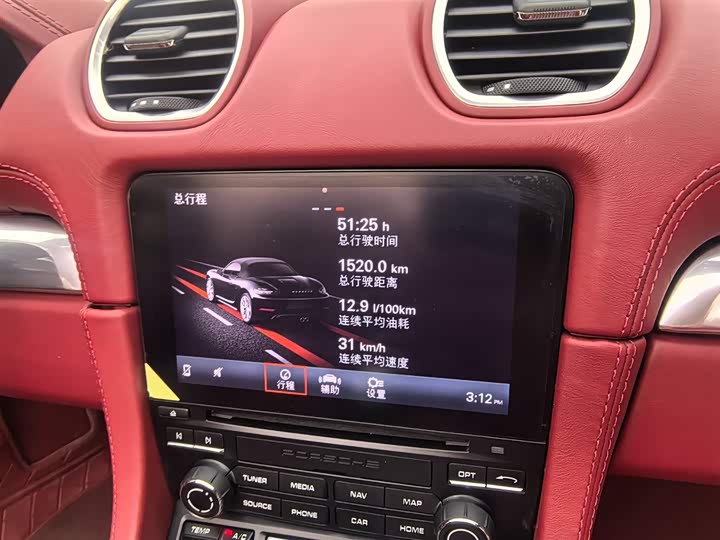 总行程
51:25 h
总行驶时间
1520.0 km
总行驶距离
12.9 l/100km
连续平均油耗
31 km/h
连续平均速度
行程
辅助
设置
3:12 PM
PORSCHE
OPT
TUNER
MEDIA
NAV
MAP
SOURCE
PHONE
CAR
HOME
TEMP
A/C